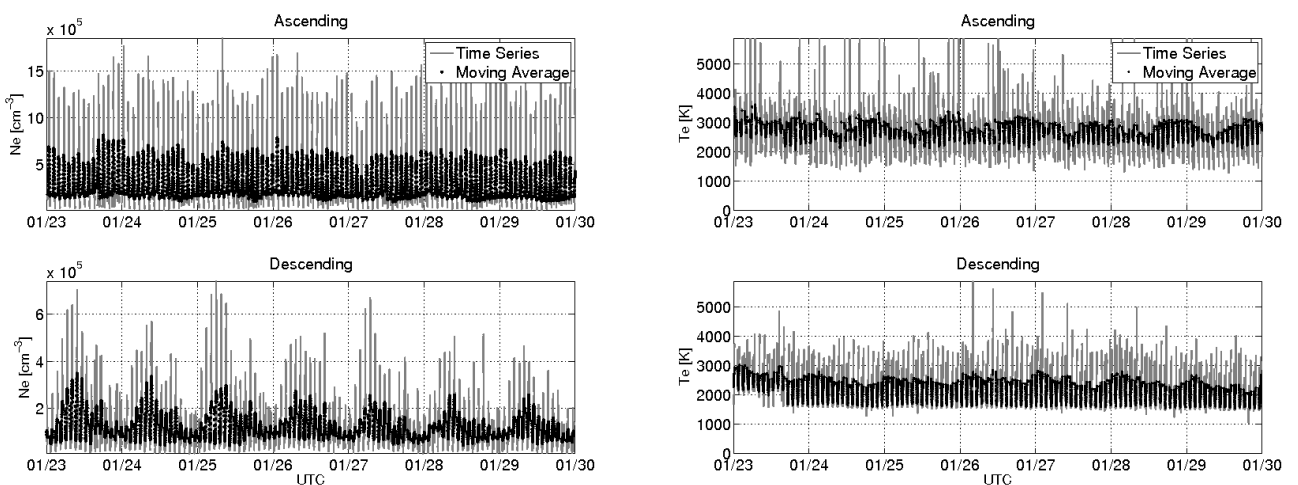 Ascending
x 10⁵
Time Series
Moving Average
15
10
5
Ne [cm⁻³]
01/23 01/24 01/25 01/26 01/27 01/28 01/29 01/30
Ascending
Time Series
Moving Average
5000
4000
3000
2000
1000
0
Te [K]
01/23 01/24 01/25 01/26 01/27 01/28 01/29 01/30
Descending
x 10⁵
6
4
2
Ne [cm⁻³]
01/23 01/24 01/25 01/26 01/27 01/28 01/29 01/30
UTC
Descending
5000
4000
3000
2000
1000
0
Te [K]
01/23 01/24 01/25 01/26 01/27 01/28 01/29 01/30
UTC